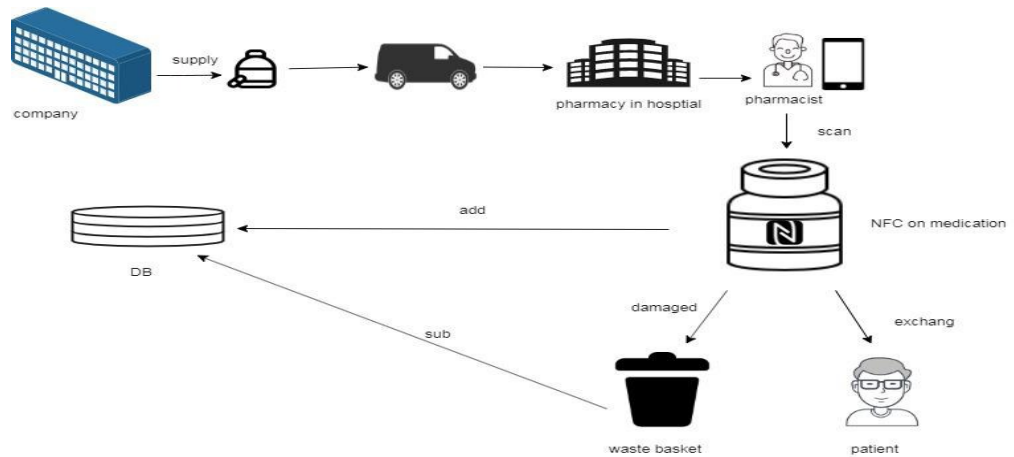 supply
company
pharmacy in hosptial
pharmacist
scan
add
NFC on medication
DB
damaged
exchang
sub
waste basket
patient